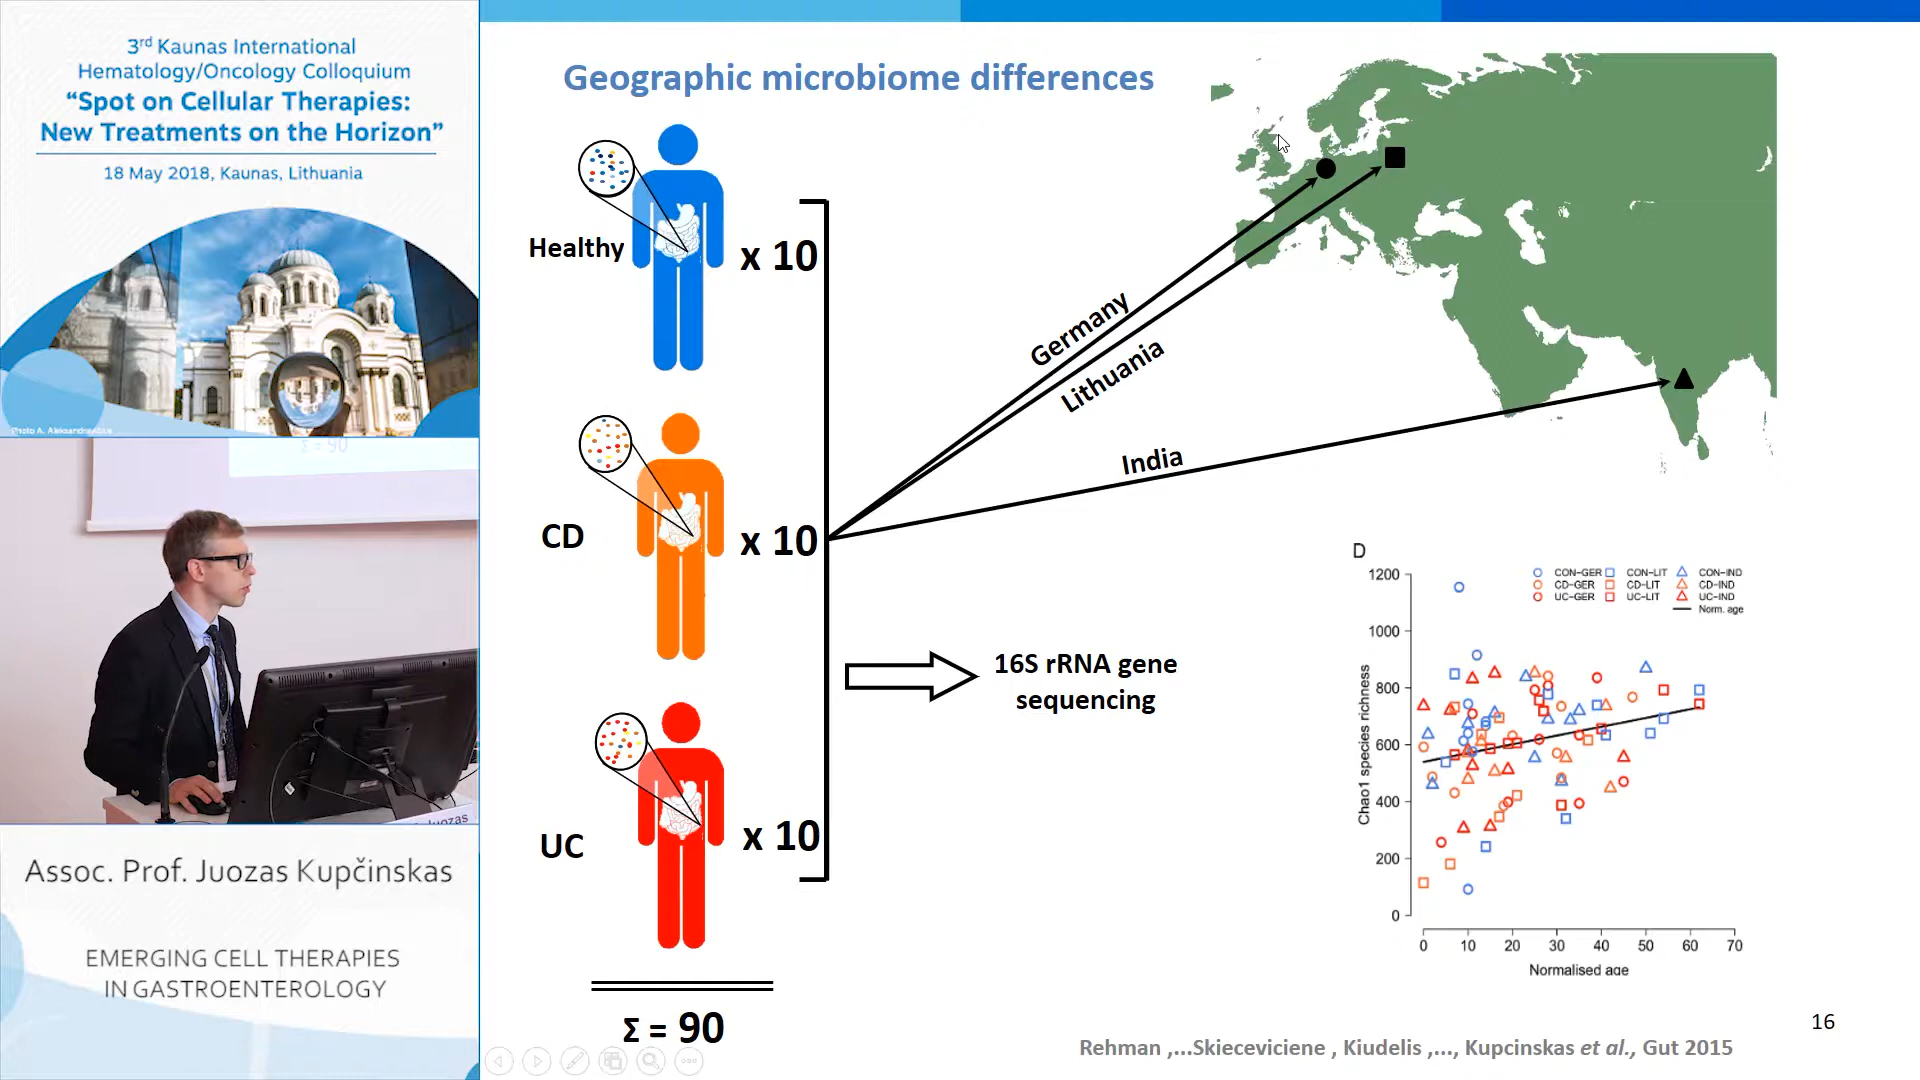 3rd Kaunas International
Hematology/Oncology Colloquium
“Spot on Cellular Therapies:
New Treatments on the Horizon”
18 May 2018, Kaunas, Lithuania
Photo A. Aleksandravičius
Σ = 90
Juozas
Assoc. Prof. Juozas Kupčinskas
EMERGING CELL THERAPIES
IN GASTROENTEROLOGY
Geographic microbiome differences
Healthy
x 10
CD
x 10
UC
x 10
Σ = 90
Germany
Lithuania
India
16S rRNA gene
sequencing
D
CON-GER CON-LIT CON-IND
CD-GER CD-LIT CD-IND
UC-GER UC-LIT UC-IND
Norm. age
Chao1 species richness
1200
1000
800
600
400
200
0
0 10 20 30 40 50 60 70
Normalised age
16
Rehman ,...Skieceviciene , Kiudelis ,..., Kupcinskas et al., Gut 2015